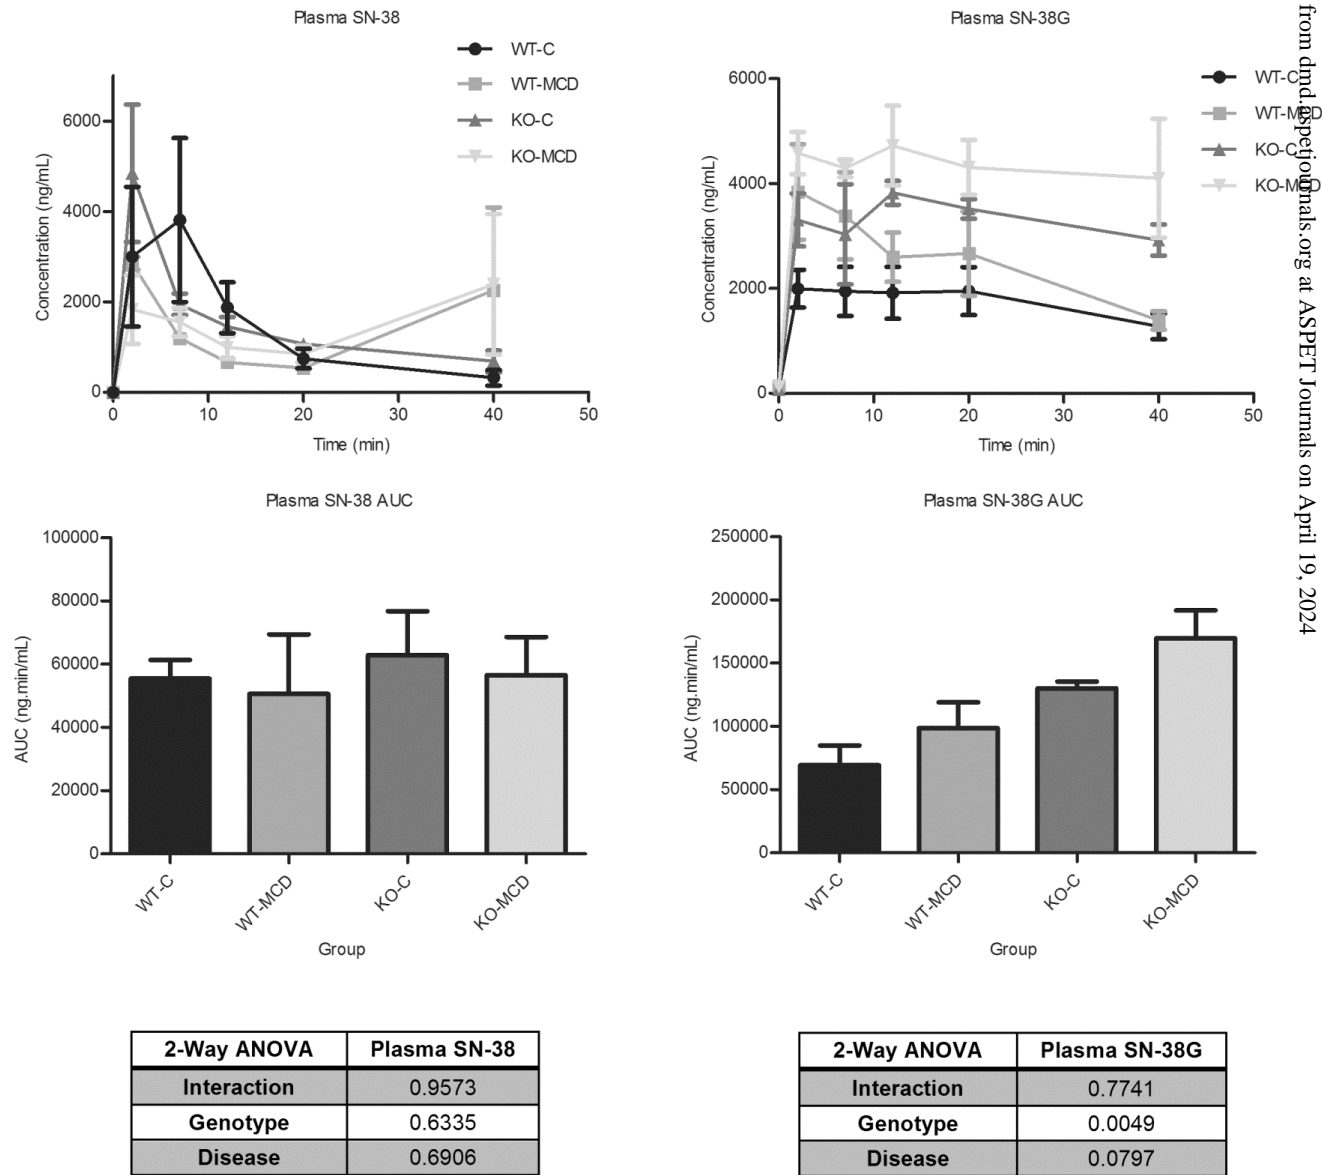 Plasma SN-38
WT-C
WT-MCD
KO-C
KO-MCD
6000
4000
2000
0
Concentration (ng/mL)
0 10 20 30 40 50
Time (min)
Plasma SN-38G
WT-C
WT-MCD
KO-C
KO-MCD
6000
4000
2000
0
Concentration (ng/mL)
0 10 20 30 40 50
Time (min)
from dmd.aspetjournals.org at ASPET Journals on April 19, 2024
Plasma SN-38 AUC
100000
80000
60000
40000
20000
0
AUC (ng.min/mL)
WT-C WT-MCD KO-C KO-MCD
Group
Plasma SN-38G AUC
250000
200000
150000
100000
50000
0
AUC (ng.min/mL)
WT-C WT-MCD KO-C KO-MCD
Group
2-Way ANOVA Plasma SN-38
Interaction 0.9573
Genotype 0.6335
Disease 0.6906
2-Way ANOVA Plasma SN-38G
Interaction 0.7741
Genotype 0.0049
Disease 0.0797